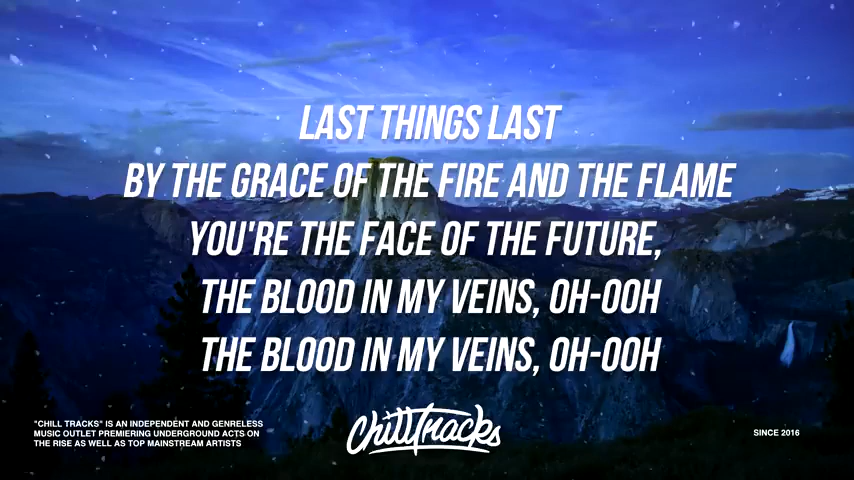 LAST THINGS LAST
BY THE GRACE OF THE FIRE AND THE FLAME
YOU'RE THE FACE OF THE FUTURE,
THE BLOOD IN MY VEINS, OH-OOH
THE BLOOD IN MY VEINS, OH-OOH
"CHILL TRACKS" IS AN INDEPENDENT AND GENRELESS
MUSIC OUTLET PREMIERING UNDERGROUND ACTS ON
THE RISE AS WELL AS TOP MAINSTREAM ARTISTS
ChillTracks
SINCE 2016